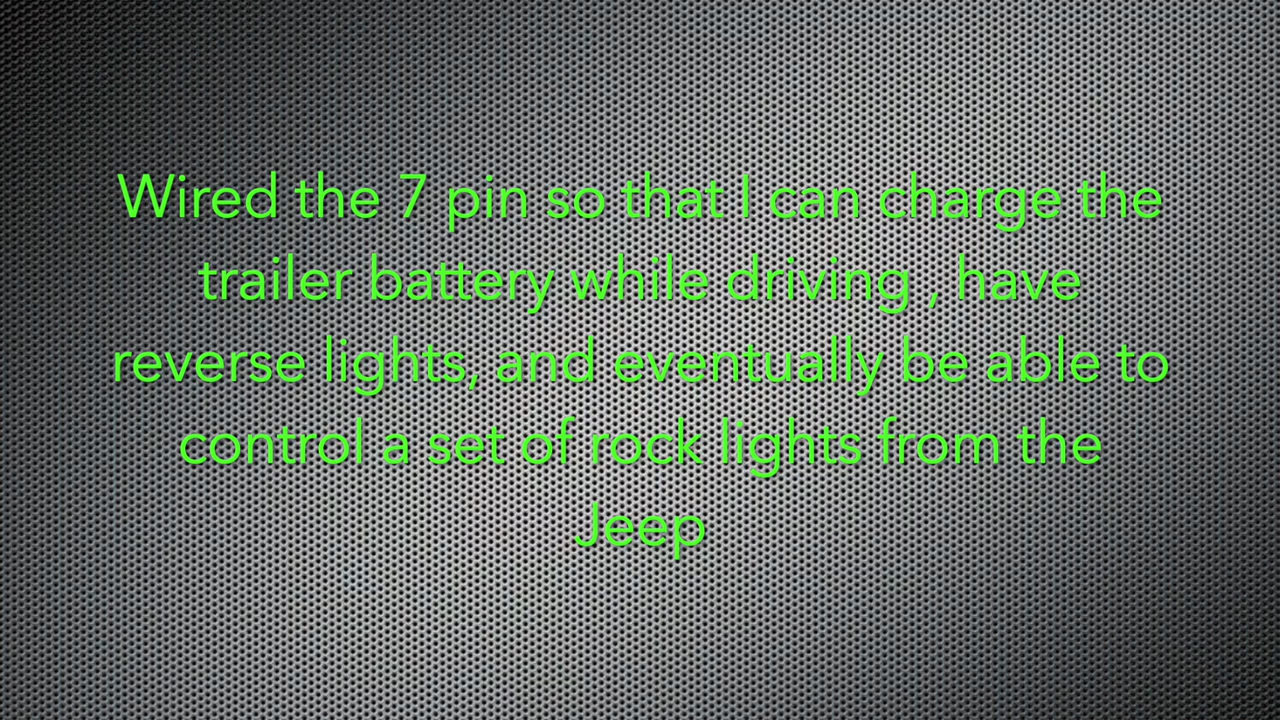 Wired the 7 pin so that I can charge the
trailer battery while driving , have
reverse lights, and eventually be able to
control a set of rock lights from the
Jeep